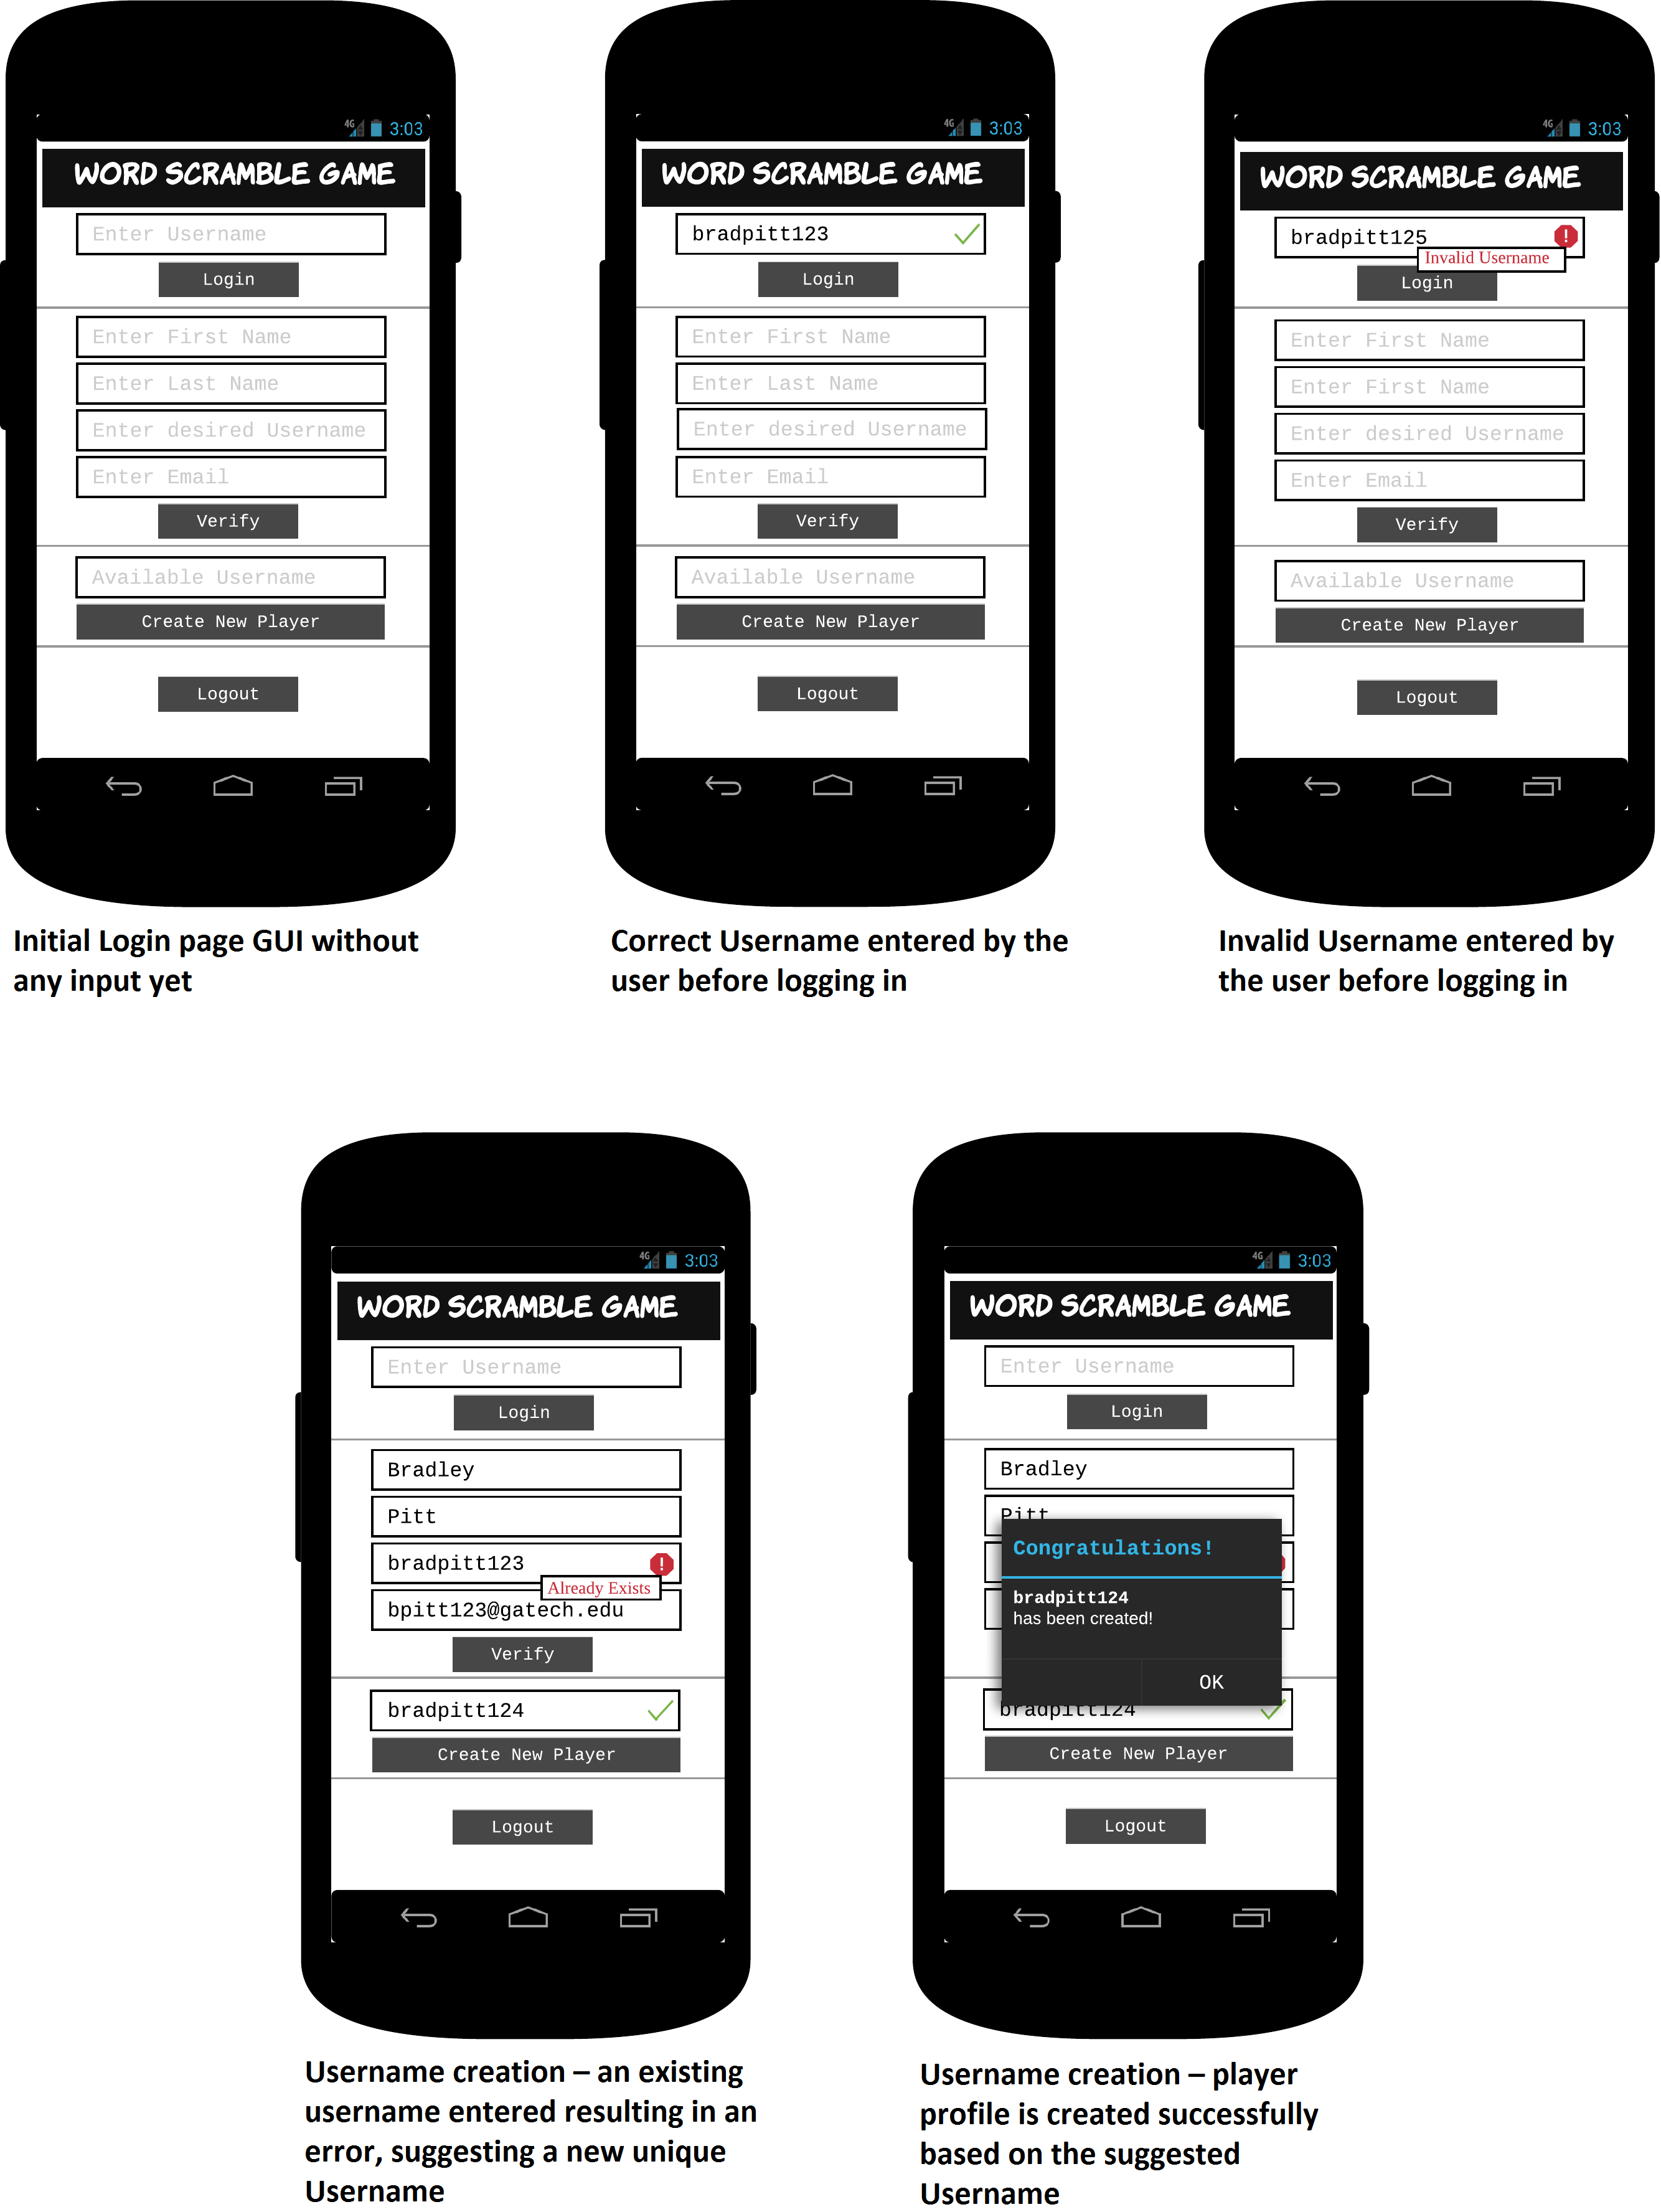 4G 3:03
WORD SCRAMBLE GAME
Enter Username
Login
Enter First Name
Enter Last Name
Enter desired Username
Enter Email
Verify
Available Username
Create New Player
Logout
Initial Login page GUI without
any input yet
4G 3:03
WORD SCRAMBLE GAME
bradpitt123
Login
Enter First Name
Enter Last Name
Enter desired Username
Enter Email
Verify
Available Username
Create New Player
Logout
Correct Username entered by the
user before logging in
4G 3:03
WORD SCRAMBLE GAME
bradpitt125
Invalid Username
Login
Enter First Name
Enter First Name
Enter desired Username
Enter Email
Verify
Available Username
Create New Player
Logout
Invalid Username entered by
the user before logging in
4G 3:03
WORD SCRAMBLE GAME
Enter Username
Login
Bradley
Pitt
bradpitt123
Already Exists
bpitt123@gatech.edu
Verify
bradpitt124
Create New Player
Logout
Username creation – an existing
username entered resulting in an
error, suggesting a new unique
Username
4G 3:03
WORD SCRAMBLE GAME
Enter Username
Login
Bradley
Pitt
Congratulations!
bradpitt124
has been created!
OK
bradpitt124
Create New Player
Logout
Username creation – player
profile is created successfully
based on the suggested
Username